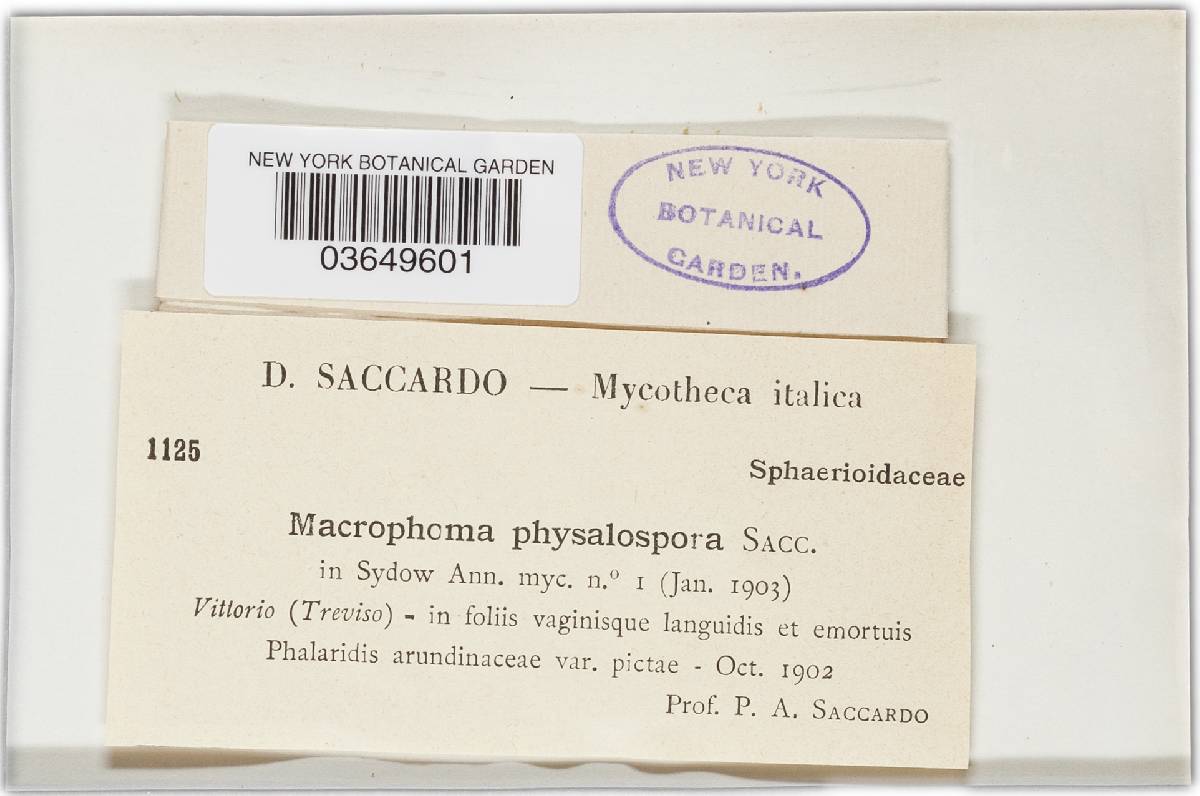 NEW YORK BOTANICAL GARDEN
03649601
NEW YORK
BOTANICAL
GARDEN.
D. SACCARDO — Mycotheca italica
1125
Sphaerioidaceae
Macrophoma physalospora SACC.
in Sydow Ann. myc. n.º 1 (Jan. 1903)
Vittorio (Treviso) - in foliis vaginisque languidis et emortuis
Phalaridis arundinaceae var. pictae - Oct. 1902
Prof. P. A. SACCARDO